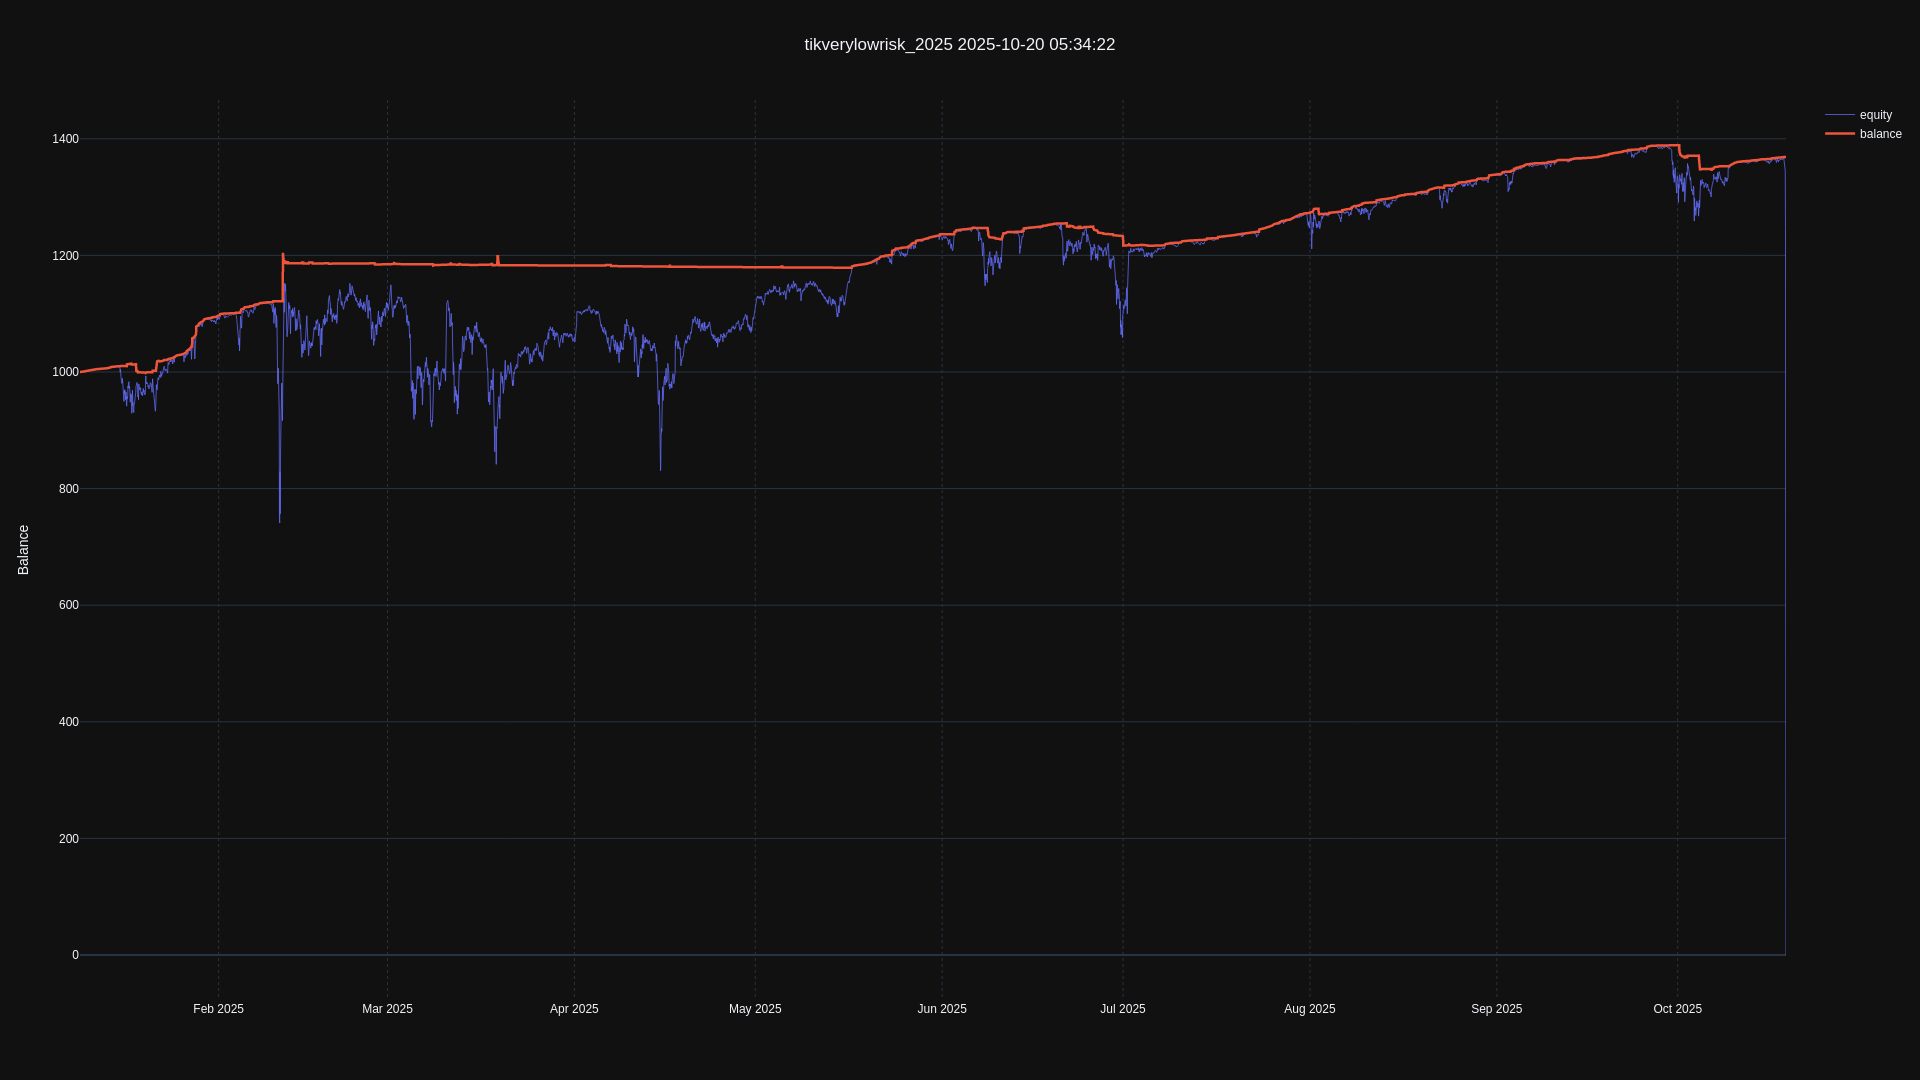 tikverylowrisk_2025 2025-10-20 05:34:22
equity
balance
Balance
1400
1200
1000
800
600
400
200
0
Feb 2025
Mar 2025
Apr 2025
May 2025
Jun 2025
Jul 2025
Aug 2025
Sep 2025
Oct 2025